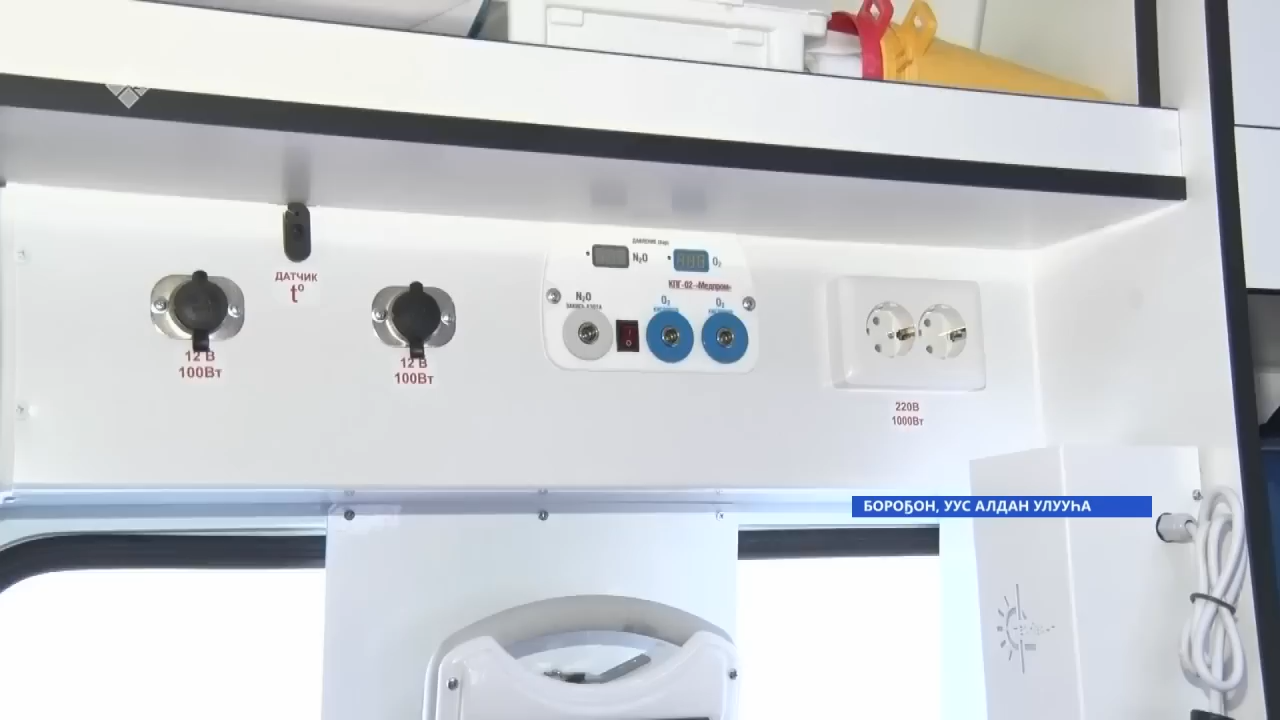 ДАТЧИК
t°
12 В
100Вт
12 В
100Вт
N₂O
O₂
КПГ-02-«Медпром»
N₂O
O₂
O₂
220В
1000Вт
БОРОҔОН, УУС АЛДАН УЛУУҺА